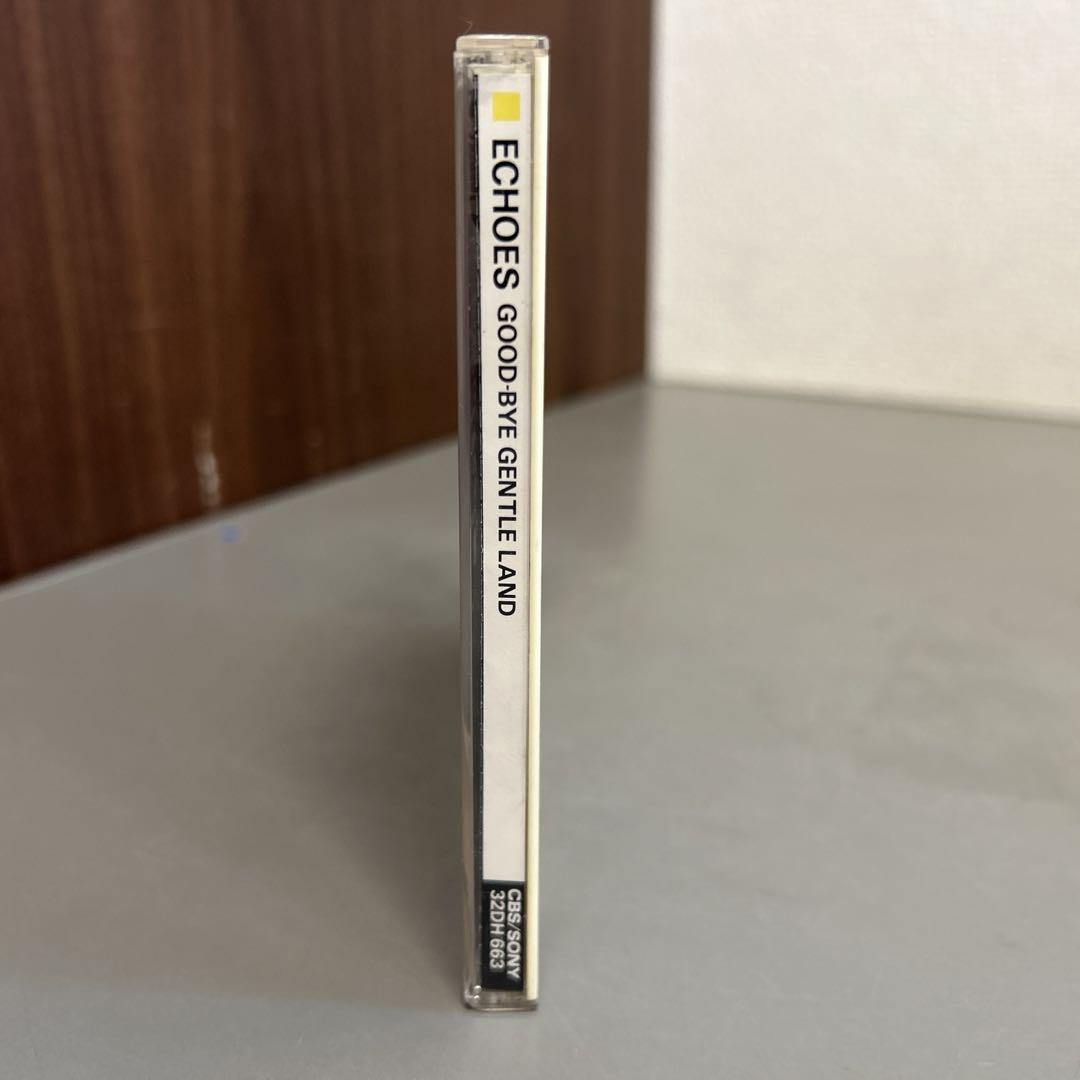 ECHOES GOOD-BYE GENTLE LAND
CBS/SONY
32DH 663